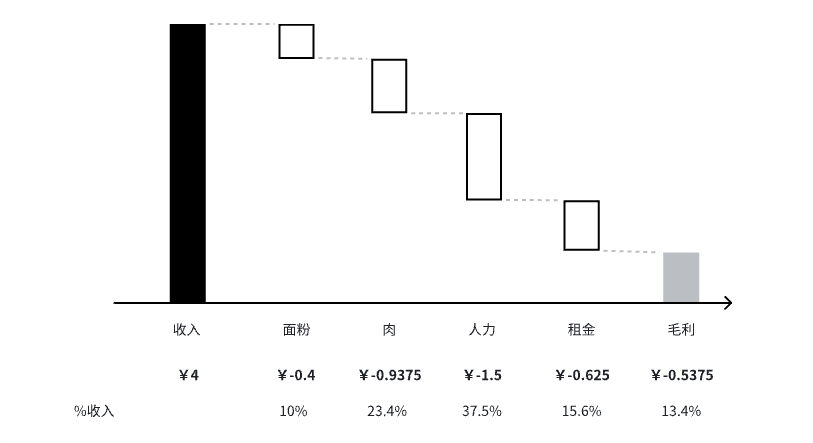 收入 面粉 肉 人力 租金 毛利
¥4 ¥-0.4 ¥-0.9375 ¥-1.5 ¥-0.625 ¥-0.5375
%收入 10% 23.4% 37.5% 15.6% 13.4%